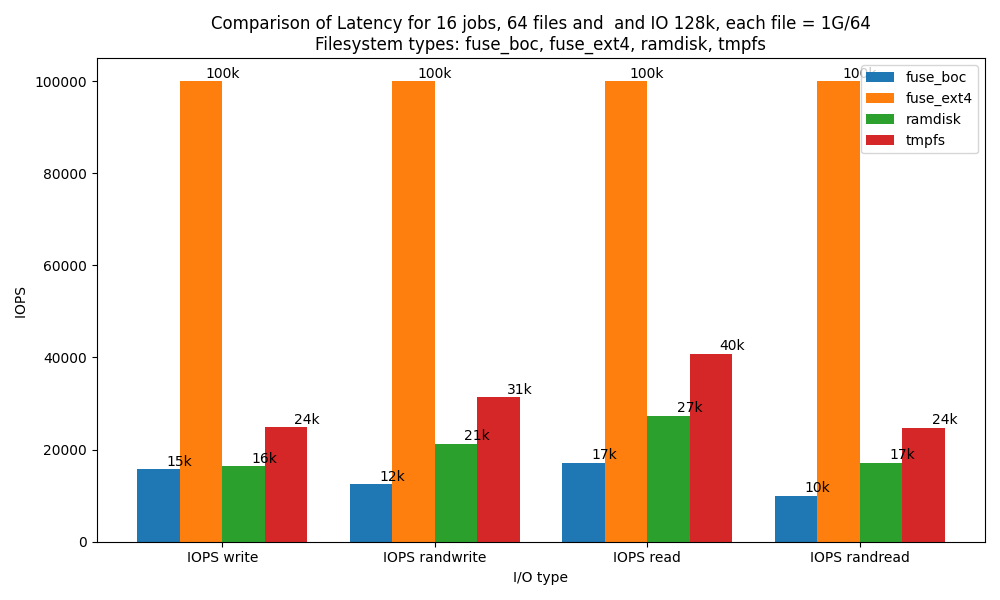 Comparison of Latency for 16 jobs, 64 files and  and IO 128k, each file = 1G/64
Filesystem types: fuse_boc, fuse_ext4, ramdisk, tmpfs
fuse_boc
fuse_ext4
ramdisk
tmpfs
100k
100k
100k
100k
100000
80000
60000
40000
20000
0
IOPS
15k
16k
24k
12k
21k
31k
17k
27k
40k
10k
17k
24k
IOPS write
IOPS randwrite
IOPS read
IOPS randread
I/O type